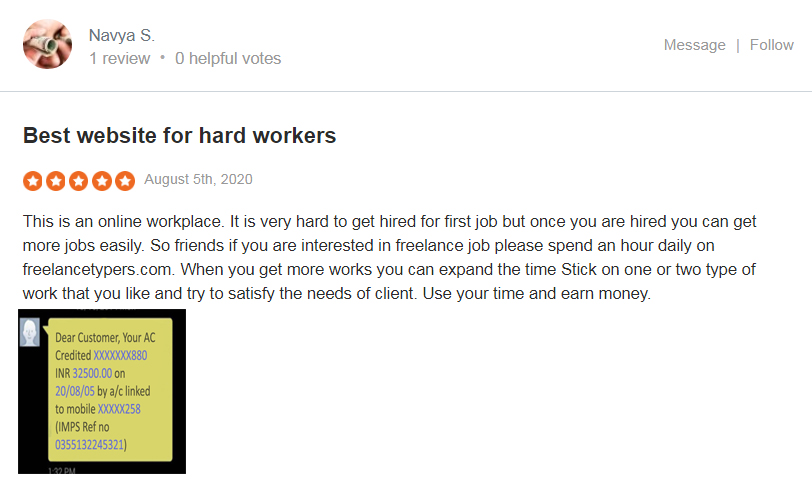 Navya S.
1 review • 0 helpful votes
Message | Follow
Best website for hard workers
August 5th, 2020
This is an online workplace. It is very hard to get hired for first job but once you are hired you can get
more jobs easily. So friends if you are interested in freelance job please spend an hour daily on
freelancetypers.com. When you get more works you can expand the time Stick on one or two type of
work that you like and try to satisfy the needs of client. Use your time and earn money.
Dear Customer, Your AC
Credited XXXXXXX880
INR 32500.00 on
20/08/05 by a/c linked
to mobile XXXXX258
(IMPS Ref no
0355132245321)
1:32 PM